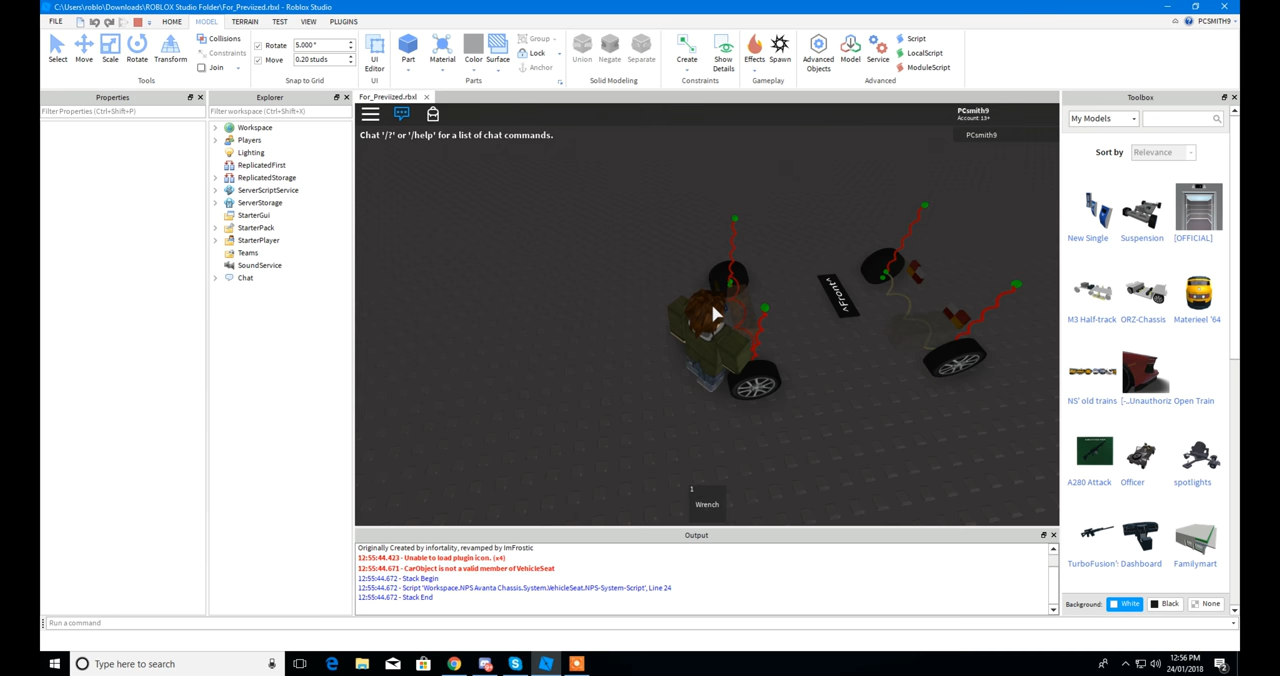 C:\Users\roblo\Downloads\ROBLOX Studio Folder\For_Previized.rbxl - Roblox Studio
FILE HOME MODEL TERRAIN TEST VIEW PLUGINS PCSMITH9
Select Move Scale Rotate Transform
Collisions
Constraints
Join
Tools
Rotate 5.000°
Move 0.20 studs
Snap to Grid
UI Editor
UI
Part Material Color Surface
Group
Lock
Anchor
Parts
Union Negate Separate
Solid Modeling
Create Show Details
Constraints
Effects Spawn
Gameplay
Advanced Objects Model Service
Script
LocalScript
ModuleScript
Advanced
Properties
Filter Properties (Ctrl+Shift+P)
Explorer
Filter workspace (Ctrl+Shift+X)
Workspace
Players
Lighting
ReplicatedFirst
ReplicatedStorage
ServerScriptService
ServerStorage
StarterGui
StarterPack
StarterPlayer
Teams
SoundService
Chat
For_Previized.rbxl
PCsmith9
Account: 13+
PCsmith9
Chat '/?' or '/help' for a list of chat commands.
^Front^
1
Wrench
Output
Originally Created by infortality, revamped by ImFrostic
12:55:44.423 - Unable to load plugin icon. (x4)
12:55:44.671 - CarObject is not a valid member of VehicleSeat
12:55:44.672 - Stack Begin
12:55:44.672 - Script 'Workspace.NPS Avanta Chassis.System.VehicleSeat.NPS-System-Script', Line 24
12:55:44.672 - Stack End
Toolbox
My Models
Sort by Relevance
New Single Suspension [OFFICIAL]
M3 Half-track ORZ-Chassis Materieel '64
NS' old trains [-..Unauthoriz Open Train
A280 Attack Officer spotlights
TurboFusion': Dashboard Familymart
Background: White Black None
Run a command
Type here to search
12:56 PM
24/01/2018
2